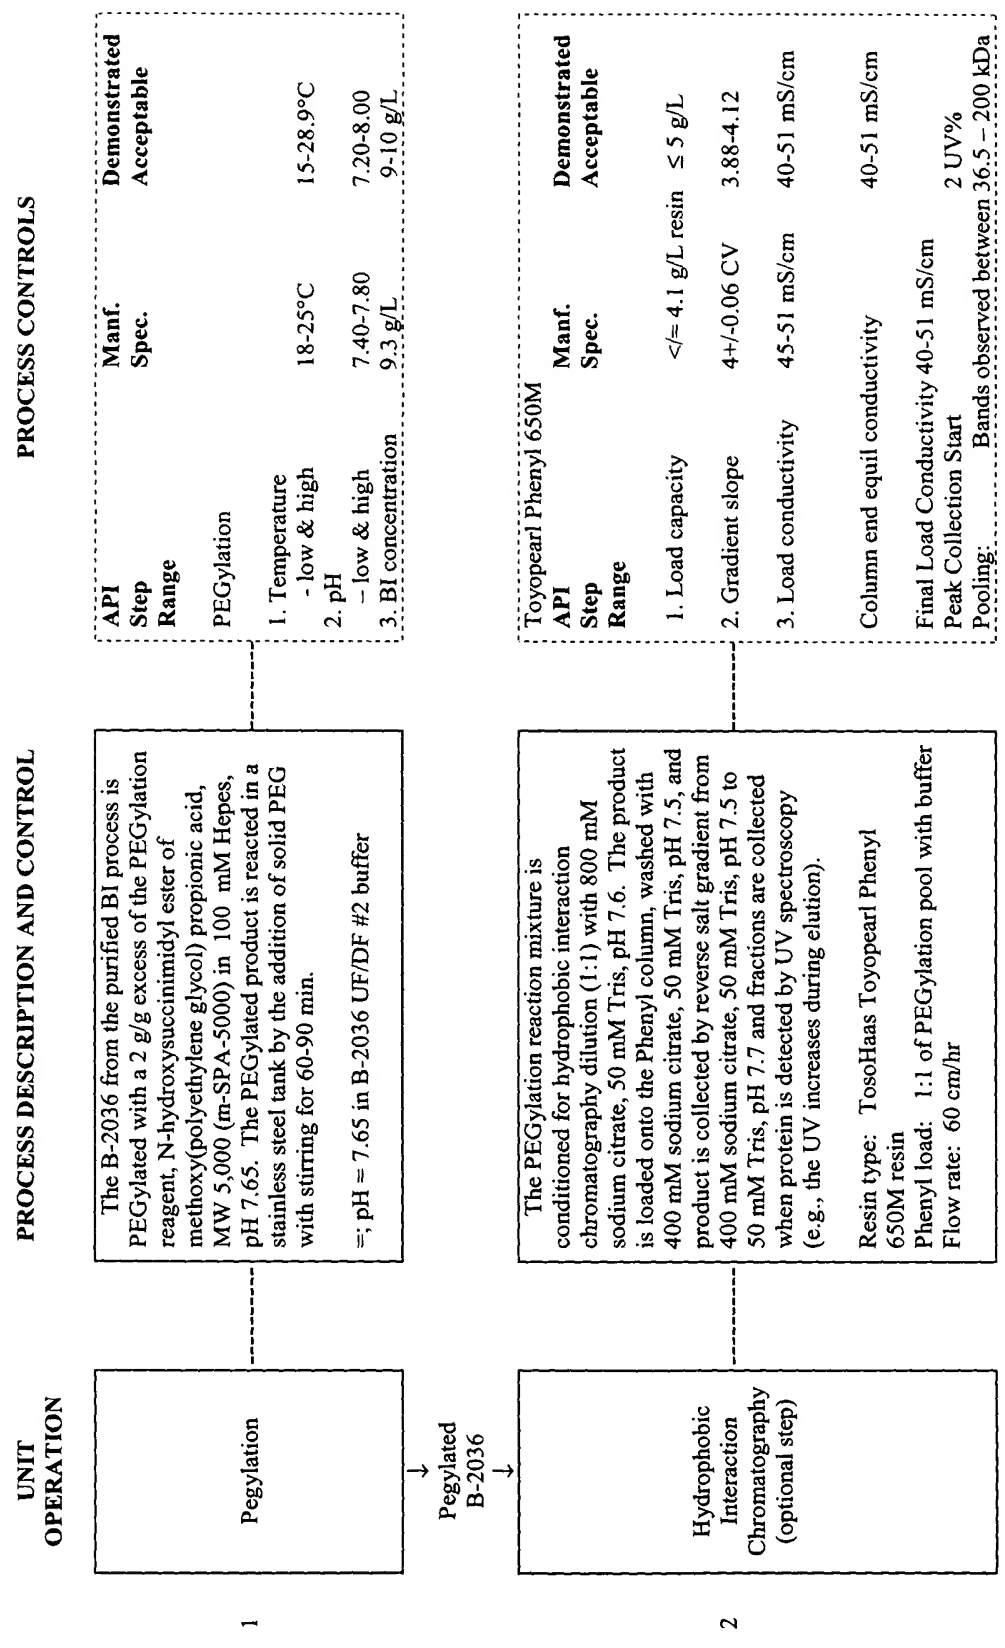 UNIT
OPERATION
PROCESS DESCRIPTION AND CONTROL
PROCESS CONTROLS
1
Pegylation
The B-2036 from the purified BI process is
PEGylated with a 2 g/g excess of the PEGylation
reagent, N-hydroxysuccinimidyl ester of
methoxy(polyethylene glycol) propionic acid,
MW 5,000 (m-SPA-5000) in 100 mM Hepes,
pH 7.65. The PEGylated product is reacted in a
stainless steel tank by the addition of solid PEG
with stirring for 60-90 min.
=; pH = 7.65 in B-2036 UF/DF #2 buffer
API Manf. Demonstrated
Step Spec. Acceptable
Range
PEGylation
1. Temperature
- low & high 18-25°C 15-28.9°C
2. pH
– low & high 7.40-7.80 7.20-8.00
3. BI concentration 9.3 g/L 9-10 g/L
↓
Pegylated
B-2036
↓
2
Hydrophobic
Interaction
Chromatography
(optional step)
The PEGylation reaction mixture is
conditioned for hydrophobic interaction
chromatography dilution (1:1) with 800 mM
sodium citrate, 50 mM Tris, pH 7.6. The product
is loaded onto the Phenyl column, washed with
400 mM sodium citrate, 50 mM Tris, pH 7.5, and
product is collected by reverse salt gradient from
400 mM sodium citrate, 50 mM Tris, pH 7.5 to
50 mM Tris, pH 7.7 and fractions are collected
when protein is detected by UV spectroscopy
(e.g., the UV increases during elution).
Resin type: TosoHaas Toyopearl Phenyl
650M resin
Phenyl load: 1:1 of PEGylation pool with buffer
Flow rate: 60 cm/hr
Toyopearl Phenyl 650M
API Manf. Demonstrated
Step Spec. Acceptable
Range
1. Load capacity </= 4.1 g/L resin ≤ 5 g/L
2. Gradient slope 4+/-0.06 CV 3.88-4.12
3. Load conductivity 45-51 mS/cm 40-51 mS/cm
Column end equil conductivity 40-51 mS/cm
Final Load Conductivity 40-51 mS/cm
Peak Collection Start 2 UV%
Pooling: Bands observed between 36.5 – 200 kDa